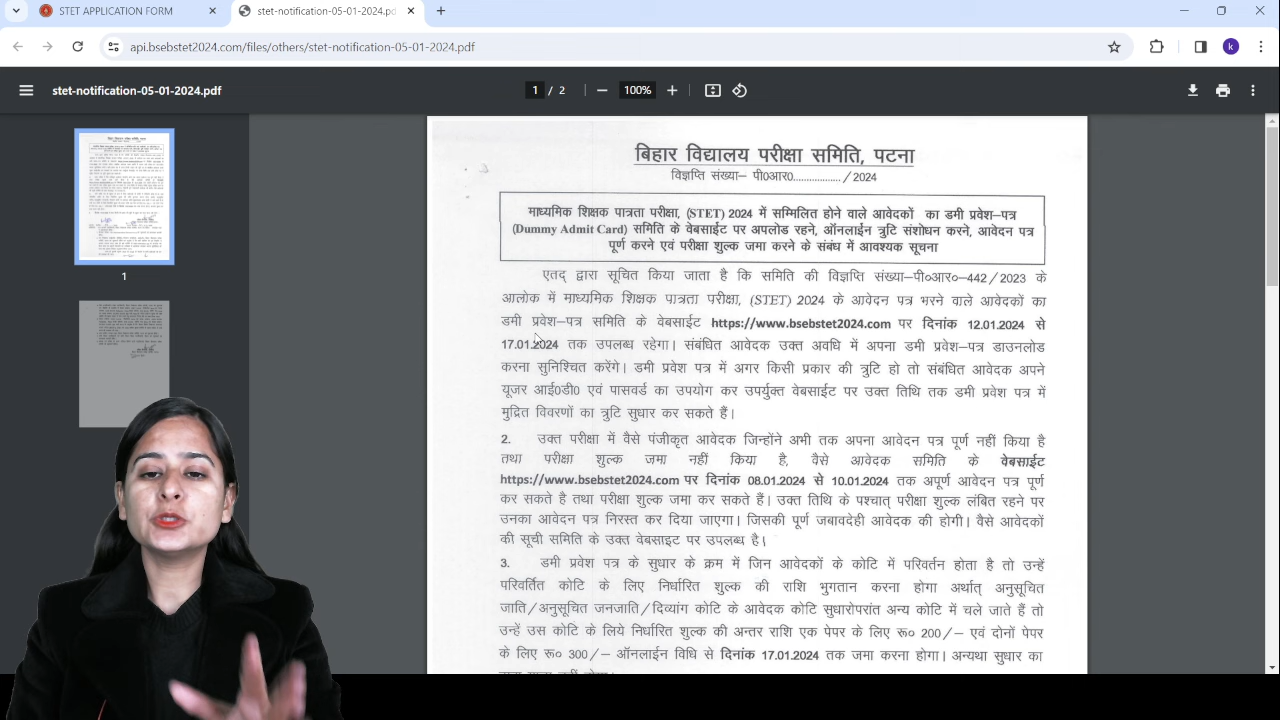 STET APPLICATION FORM
stet-notification-05-01-2024.pd
api.bsebstet2024.com/files/others/stet-notification-05-01-2024.pdf
k
stet-notification-05-01-2024.pdf
1 / 2
100%
1
बिहार विद्यालय परीक्षा समिति, पटना
विज्ञप्ति संख्या– पी0आर0................/2024
माध्यमिक शिक्षक पात्रता परीक्षा, (STET) 2024 में सम्मिलित होने वाले आवेदकों का डमी प्रवेश–पत्र
(Dummy Admit Card) समिति के वेबसाईट पर अपलोड रहने, ऑनलाईन त्रुटि संशोधन करने, आवेदन पत्र
पूर्ण करने एवं परीक्षा शुल्क जमा करने के संबंध में आवश्यक सूचना
एतद् द्वारा सूचित किया जाता है कि समिति की विज्ञप्ति संख्या–पी०आर०–442/2023 के
आलोक में माध्यमिक शिक्षक पात्रता परीक्षा, (STET) 2024 के आवेदन पत्र भरने वाले आवेदकों का
डमी प्रवेश–पत्र समिति के वेबसाईट https://www.bsebstet2024.com पर दिनांक 12.01.2024 से
17.01.2024 तक उपलब्ध रहेगा। संबंधित आवेदक उक्त अवधि में अपना डमी प्रवेश–पत्र डाउनलोड
करना सुनिश्चित करेंगे। डमी प्रवेश–पत्र में अगर किसी प्रकार की त्रुटि हो तो संबंधित आवेदक अपने
यूजर आई0डी0 एवं पासवर्ड का उपयोग कर उपर्युक्त वेबसाईट पर उक्त तिथि तक डमी प्रवेश पत्र में
मुद्रित विवरणों का त्रुटि सुधार कर सकते हैं।
2. उक्त परीक्षा में वैसे पंजीकृत आवेदक जिन्होंने अभी तक अपना आवेदन पत्र पूर्ण नहीं किया है
तथा परीक्षा शुल्क जमा नहीं किया है, वैसे आवेदक समिति के वेबसाईट
https://www.bsebstet2024.com पर दिनांक 08.01.2024 से 10.01.2024 तक अपूर्ण आवेदन पत्र पूर्ण
कर सकते है तथा परीक्षा शुल्क जमा कर सकते हैं। उक्त तिथि के पश्चात् परीक्षा शुल्क लंबित रहने पर
उनका आवेदन पत्र निरस्त कर दिया जाएगा। जिसकी पूर्ण जबावदेही आवेदक की होगी। वैसे आवेदकों
की सूची समिति के उक्त वेबसाइट पर उपलब्ध है।
3. डमी प्रवेश पत्र के सुधार के क्रम में जिन आवेदकों के कोटि में परिवर्तन होता है तो उन्हें
परिवर्तित कोटि के लिए निर्धारित शुल्क की राशि भुगतान करना होगा अर्थात् अनुसूचित
जाति/अनुसूचित जनजाति/दिव्यांग कोटि के आवेदक कोटि सुधारोपरांत अन्य कोटि में चले जाते हैं तो
उन्हें उस कोटि के लिये निर्धारित शुल्क की अन्तर राशि एक पेपर के लिए रू० 200/– एवं दोनों पेपर
के लिए रू० 300/– ऑनलाईन विधि से दिनांक 17.01.2024 तक जमा करना होगा। अन्यथा सुधार का